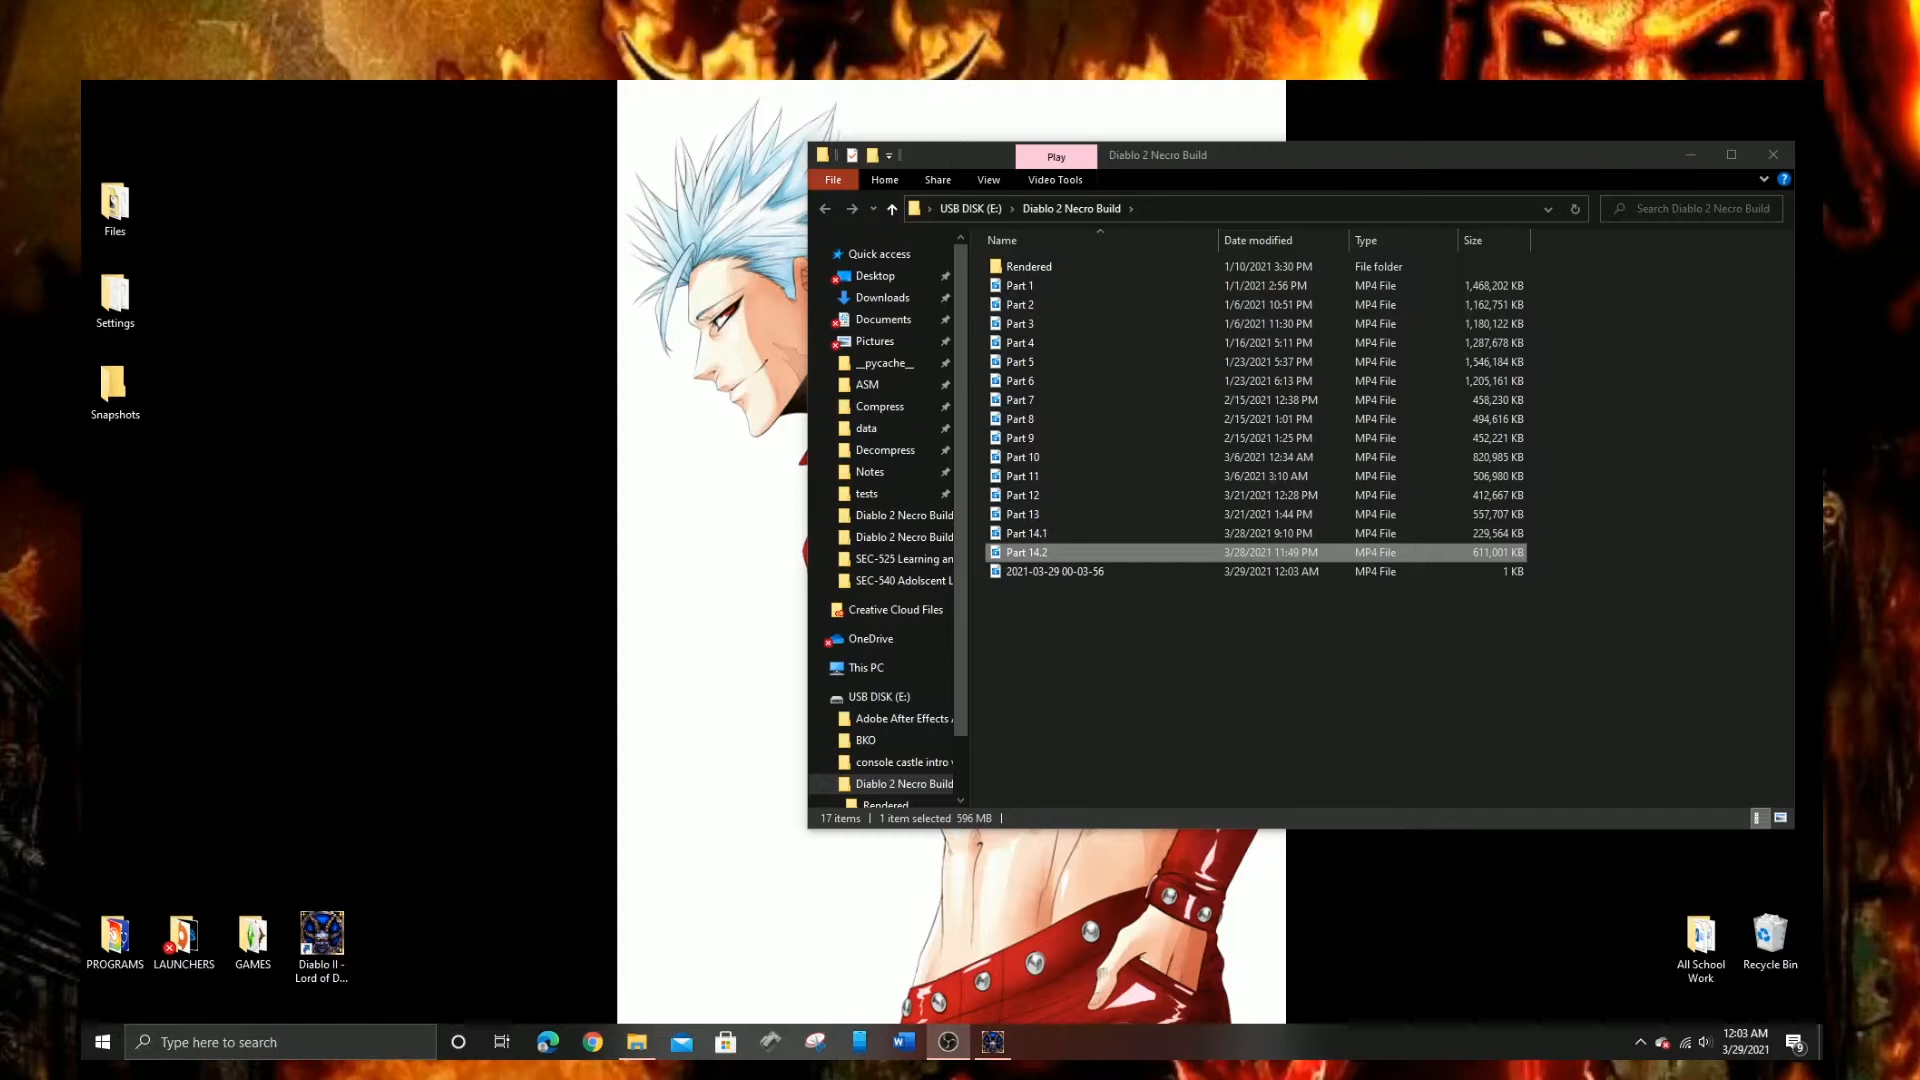 Files
Settings
Snapshots
PROGRAMS
LAUNCHERS
GAMES
Diablo II -
Lord of D...
All School
Work
Recycle Bin
Play
Diablo 2 Necro Build
File
Home
Share
View
Video Tools
USB DISK (E:) › Diablo 2 Necro Build ›
Search Diablo 2 Necro Build
Quick access
Desktop
Downloads
Documents
Pictures
__pycache__
ASM
Compress
data
Decompress
Notes
tests
Diablo 2 Necro Build
Diablo 2 Necro Build
SEC-525 Learning an
SEC-540 Adolscent L
Creative Cloud Files
OneDrive
This PC
USB DISK (E:)
Adobe After Effects
BKO
console castle intro
Diablo 2 Necro Build
Rendered
Name Date modified Type Size
Rendered 1/10/2021 3:30 PM File folder
Part 1 1/1/2021 2:56 PM MP4 File 1,468,202 KB
Part 2 1/6/2021 10:51 PM MP4 File 1,162,751 KB
Part 3 1/6/2021 11:30 PM MP4 File 1,180,122 KB
Part 4 1/16/2021 5:11 PM MP4 File 1,287,678 KB
Part 5 1/23/2021 5:37 PM MP4 File 1,546,184 KB
Part 6 1/23/2021 6:13 PM MP4 File 1,205,161 KB
Part 7 2/15/2021 12:38 PM MP4 File 458,230 KB
Part 8 2/15/2021 1:01 PM MP4 File 494,616 KB
Part 9 2/15/2021 1:25 PM MP4 File 452,221 KB
Part 10 3/6/2021 12:34 AM MP4 File 820,985 KB
Part 11 3/6/2021 3:10 AM MP4 File 506,980 KB
Part 12 3/21/2021 12:28 PM MP4 File 412,667 KB
Part 13 3/21/2021 1:44 PM MP4 File 557,707 KB
Part 14.1 3/28/2021 9:10 PM MP4 File 229,564 KB
Part 14.2 3/28/2021 11:49 PM MP4 File 611,001 KB
2021-03-29 00-03-56 3/29/2021 12:03 AM MP4 File 1 KB
17 items
1 item selected 596 MB
Type here to search
12:03 AM
3/29/2021
9